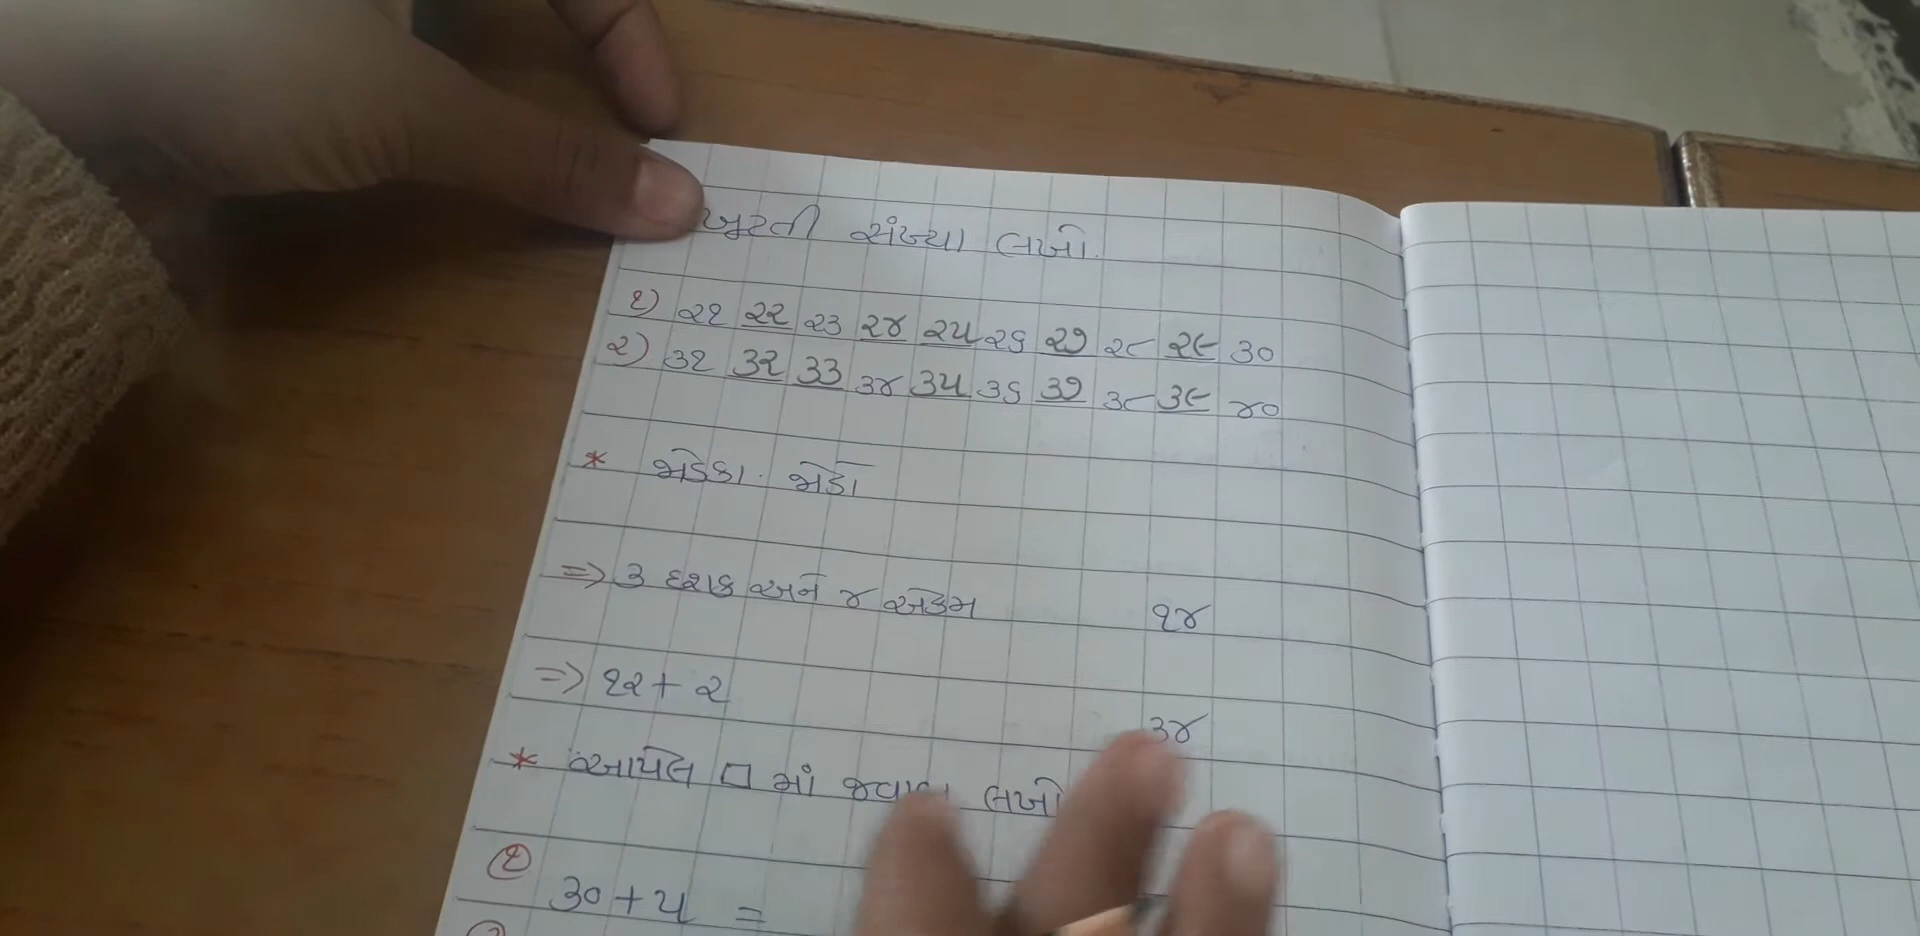 ખૂટતી સંખ્યા લખો.
૧) ૨૧ ૨૨ ૨૩ ૨૪ ૨૫ ૨૬ ૨૭ ૨૮ ૨૯ ૩૦
૨) ૩૧ ૩૨ ૩૩ ૩૪ ૩૫ ૩૬ ૩૭ ૩૮ ૩૯ ૪૦
* જોડકા જોડો
=> ૩ દશક અને ૪ એકમ ૧૪
=> ૧૨ + ૨
૩૪
* આપેલ □ માં જવાબ લખો
૧
૩૦ + ૫ =